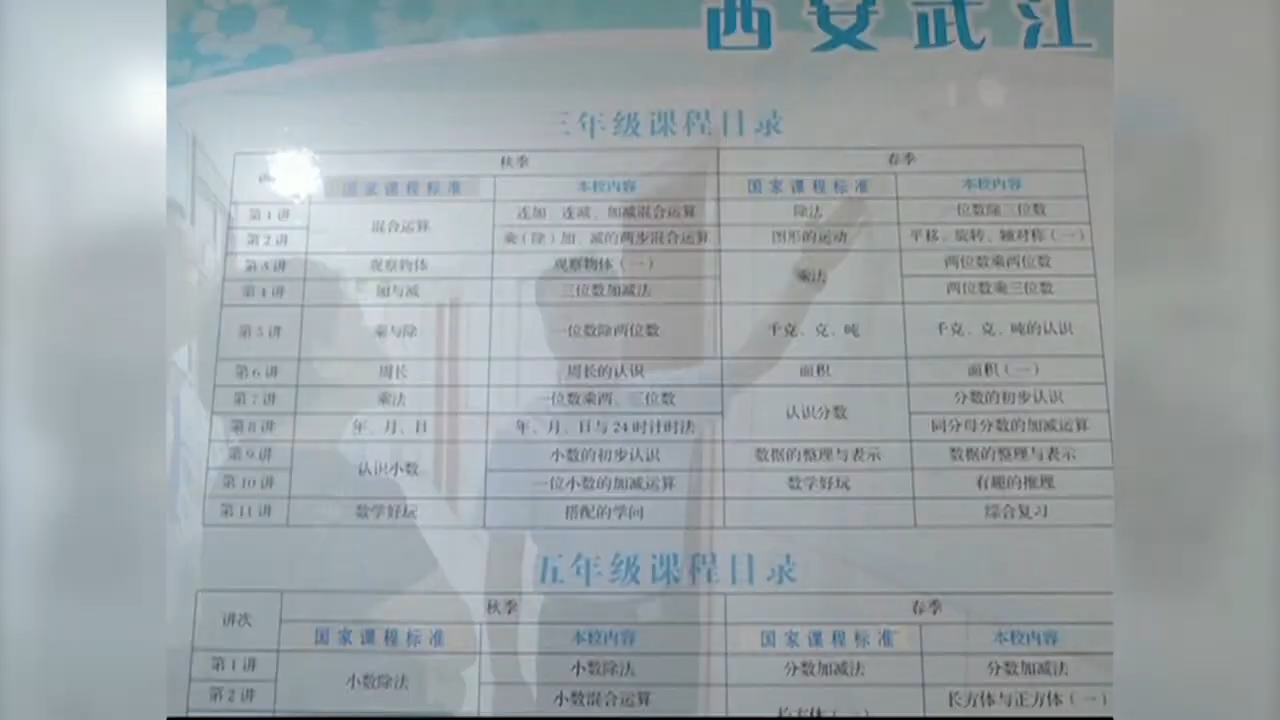 西安武江
三年级课程目录
秋季 春季
国家课程标准 本校内容 国家课程标准 本校内容
第1讲 混合运算 连加、连减、加减混合运算 除法 位数除三位数
第2讲 乘(除)加、减的两步混合运算 图形的运动 平移、旋转、轴对称(一)
第3讲 观察物体 观察物体(一) 乘法 两位数乘两位数
第4讲 加与减 三位数加减法 两位数乘三位数
第5讲 乘与除 一位数除两位数 千克、克、吨 千克、克、吨的认识
第6讲 周长 周长的认识 面积 面积(一)
第7讲 乘法 一位数乘两、三位数 认识分数 分数的初步认识
第8讲 年、月、日 年、月、日与24时计时法 同分母分数的加减运算
第9讲 认识小数 小数的初步认识 数据的整理与表示 数据的整理与表示
第10讲 一位小数的加减运算 数学好玩 有趣的推理
第11讲 数学好玩 搭配的学问 综合复习
五年级课程目录
讲次 秋季 春季
国家课程标准 本校内容 国家课程标准 本校内容
第1讲 小数除法 小数除法 分数加减法 分数加减法
第2讲 小数混合运算 长方体(一) 长方体与正方体(一)